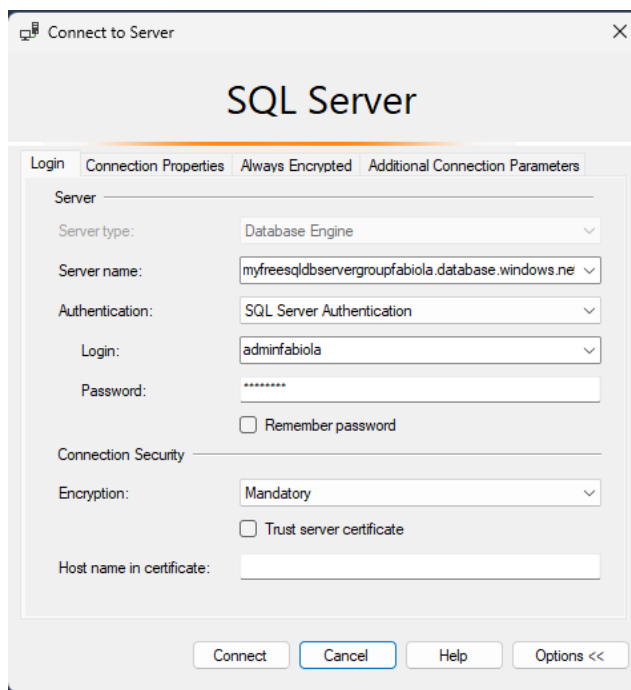 Connect to Server
SQL Server
Login Connection Properties Always Encrypted Additional Connection Parameters
Server
Server type: Database Engine
Server name: myfreesqldbservergroupfabiola.database.windows.net
Authentication: SQL Server Authentication
Login: adminfabiola
Password: ********
Remember password
Connection Security
Encryption: Mandatory
Trust server certificate
Host name in certificate:
Connect Cancel Help Options <<